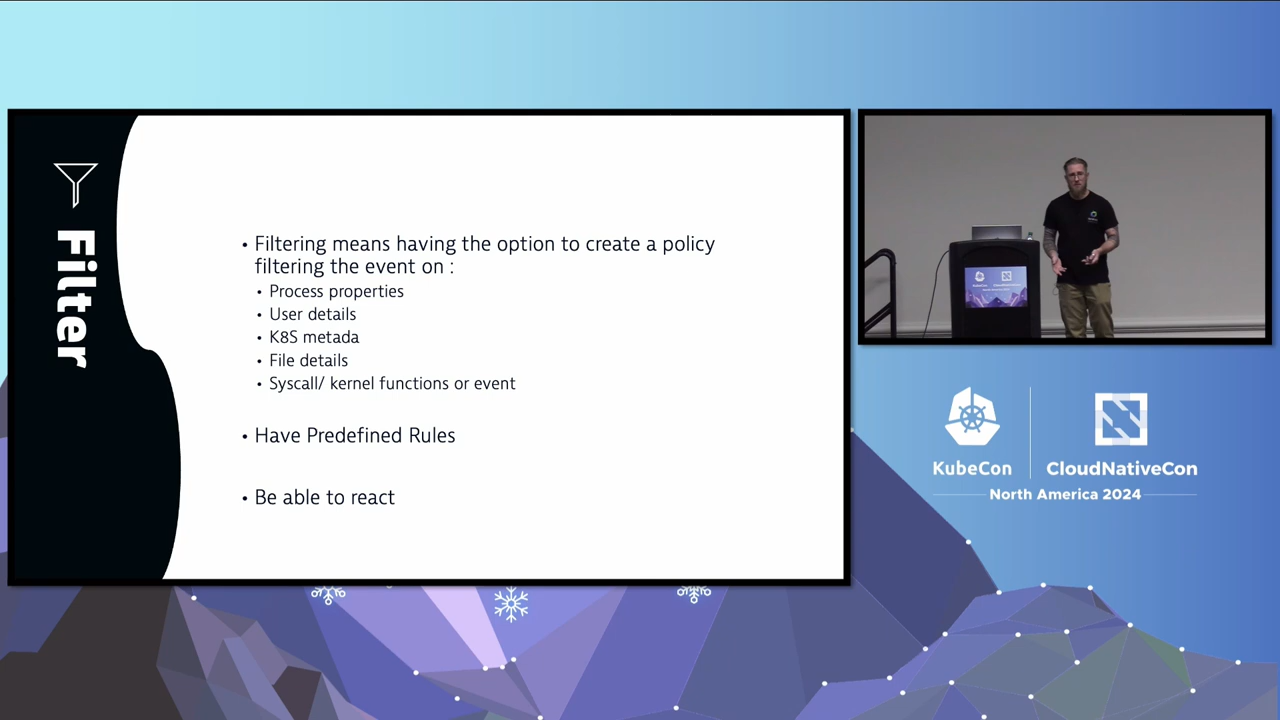 Filter
• Filtering means having the option to create a policy
filtering the event on :
• Process properties
• User details
• K8S metada
• File details
• Syscall/ kernel functions or event
• Have Predefined Rules
• Be able to react
KubeCon
CloudNativeCon
North America 2024